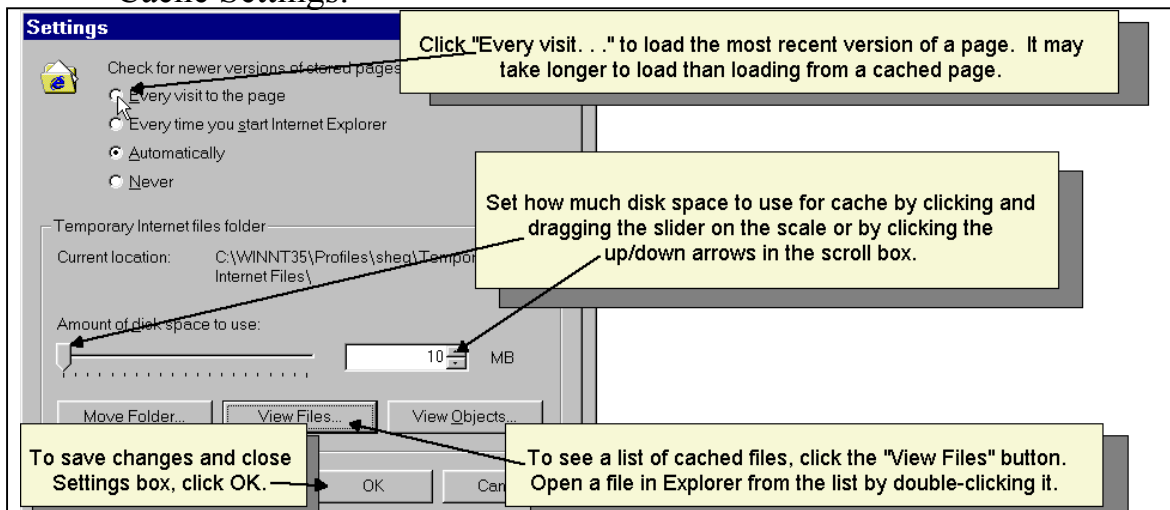 Cache Settings.
Settings
Click "Every visit. . ." to load the most recent version of a page.  It may
take longer to load than loading from a cached page.
Check for newer versions of stored pages
Every visit to the page
Every time you start Internet Explorer
Automatically
Never
Set how much disk space to use for cache by clicking and
dragging the slider on the scale or by clicking the
up/down arrows in the scroll box.
Temporary Internet files folder
Current location: C:\WINNT35\Profiles\sheq\Tempor
Internet Files\
Amount of disk space to use:
10 MB
Move Folder... View Files... View Objects...
To save changes and close
Settings box, click OK.
OK Can
To see a list of cached files, click the "View Files" button.
Open a file in Explorer from the list by double-clicking it.